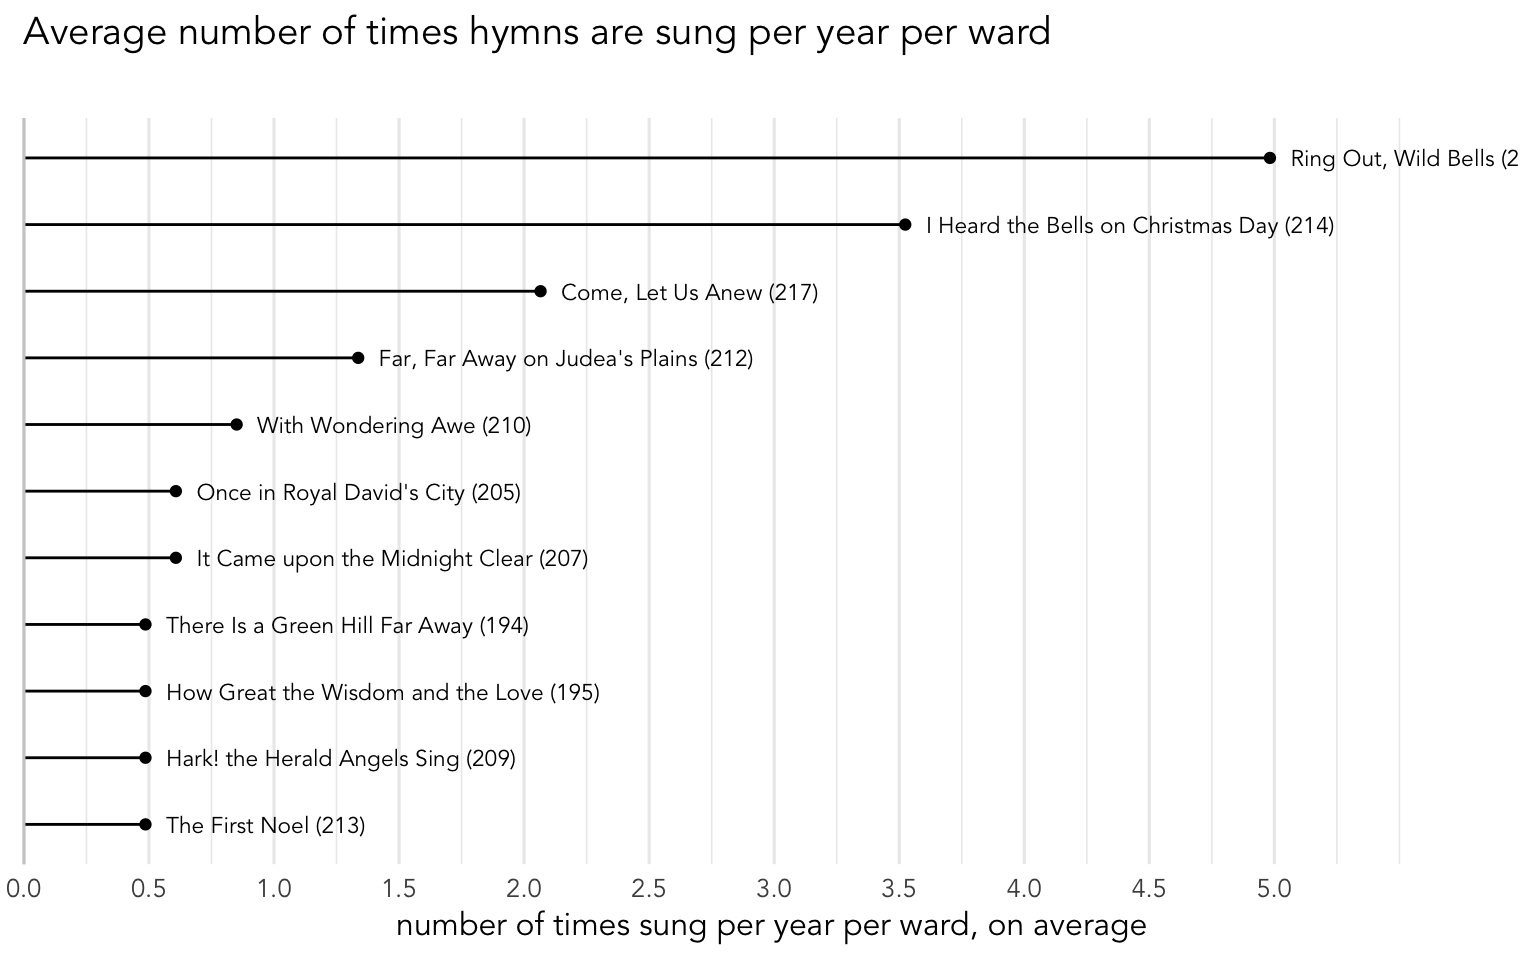 Average number of times hymns are sung per year per ward
Ring Out, Wild Bells (2
I Heard the Bells on Christmas Day (214)
Come, Let Us Anew (217)
Far, Far Away on Judea's Plains (212)
With Wondering Awe (210)
Once in Royal David's City (205)
It Came upon the Midnight Clear (207)
There Is a Green Hill Far Away (194)
How Great the Wisdom and the Love (195)
Hark! the Herald Angels Sing (209)
The First Noel (213)
0.0 0.5 1.0 1.5 2.0 2.5 3.0 3.5 4.0 4.5 5.0
number of times sung per year per ward, on average